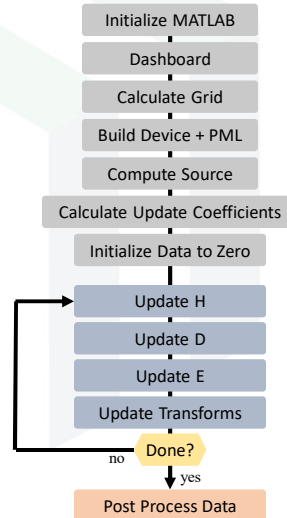 Initialize MATLAB
Dashboard
Calculate Grid
Build Device + PML
Compute Source
Calculate Update Coefficients
Initialize Data to Zero
Update H
Update D
Update E
Update Transforms
Done?
no
yes
Post Process Data